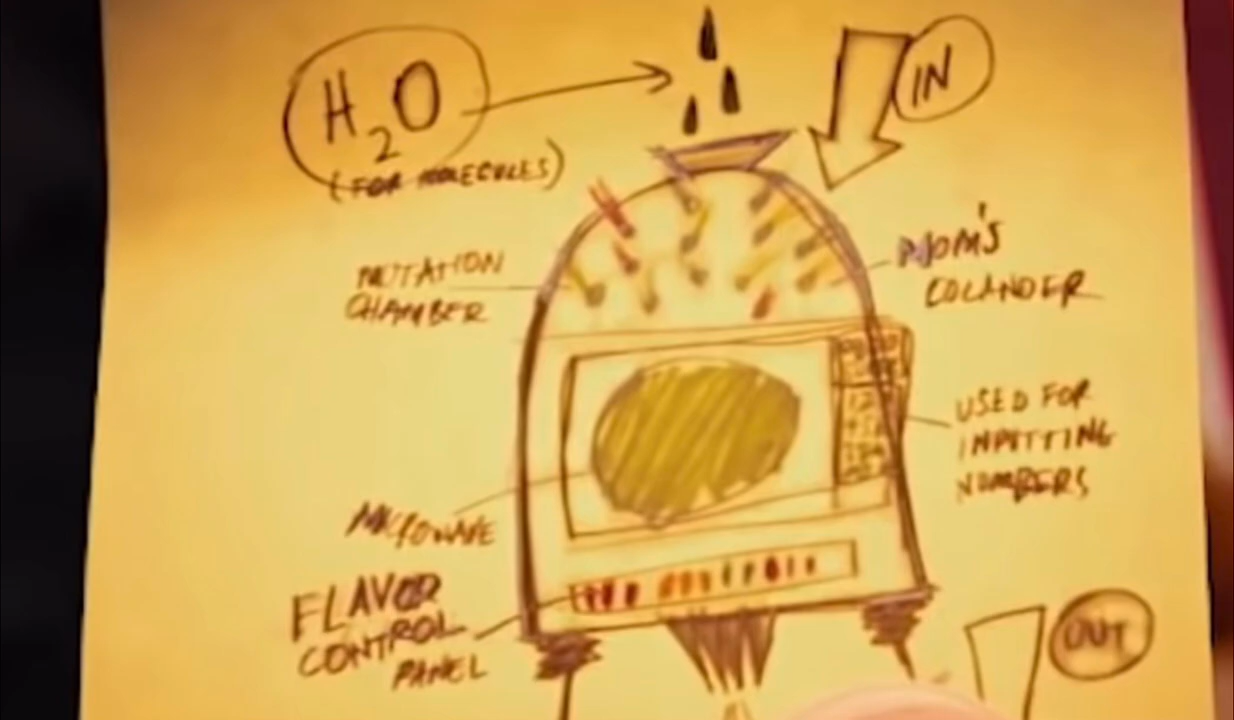 H₂O
(FOR MOLECULES)
IN
MUTATION
CHAMBER
MOM'S
COLANDER
USED FOR
INPUTTING
NUMBERS
MICROWAVE
FLAVOR
CONTROL
PANEL
OUT